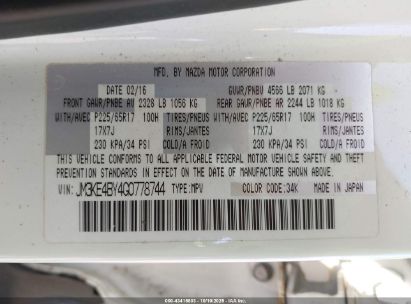 MFD. BY MAZDA MOTOR CORPORATION
DATE 02/16 GVWR/PNBV 4566 LB 2071 KG
FRONT GAWR/PNBE AV 2328 LB 1056 KG REAR GAWR/PNBE AR 2244 LB 1018 KG
WITH/AVEC P225/65R17 100H TIRES/PNEUS WITH/AVEC P225/65R17 100H TIRES/PNEUS
17X7J RIMS/JANTES 17X7J RIMS/JANTES
230 KPA/34 PSI COLD/A FROID 230 KPA/34 PSI COLD/A FROID
THIS VEHICLE CONFORMS TO ALL APPLICABLE FEDERAL MOTOR VEHICLE
SAFETY, BUMPER, AND THEFT PREVENTION STANDARDS
IN EFFECT ON THE DATE OF MANUFACTURE SHOWN ABOVE.
VIN: JM3KE4BY4G0778744 TYPE:MPV COLOR CODE:34K MADE IN JAPAN